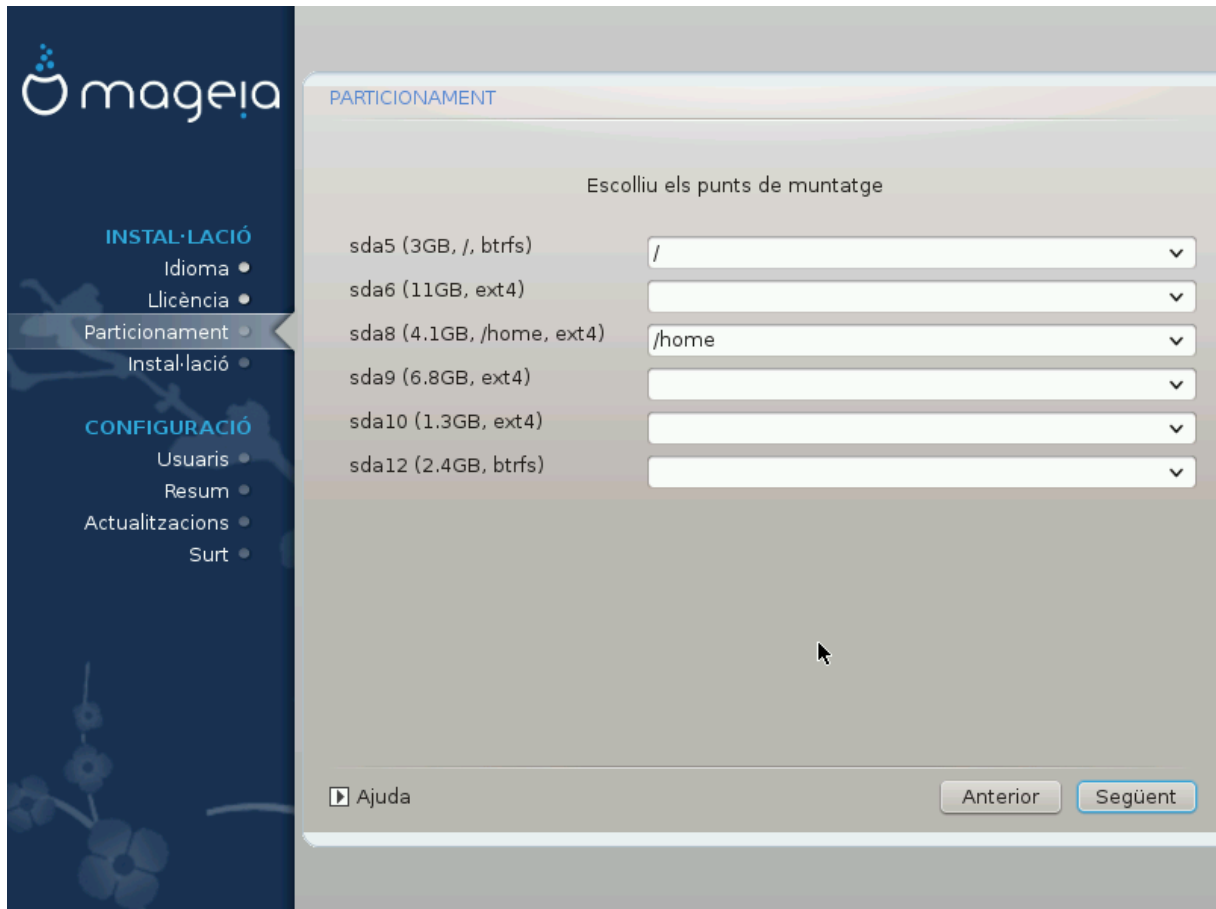 mageia
INSTAL·LACIÓ
Idioma
Llicència
Particionament
Instal·lació
CONFIGURACIÓ
Usuaris
Resum
Actualitzacions
Surt
PARTICIONAMENT
Escolliu els punts de muntatge
sda5 (3GB, /, btrfs) /
sda6 (11GB, ext4)
sda8 (4.1GB, /home, ext4) /home
sda9 (6.8GB, ext4)
sda10 (1.3GB, ext4)
sda12 (2.4GB, btrfs)
Ajuda Anterior Següent